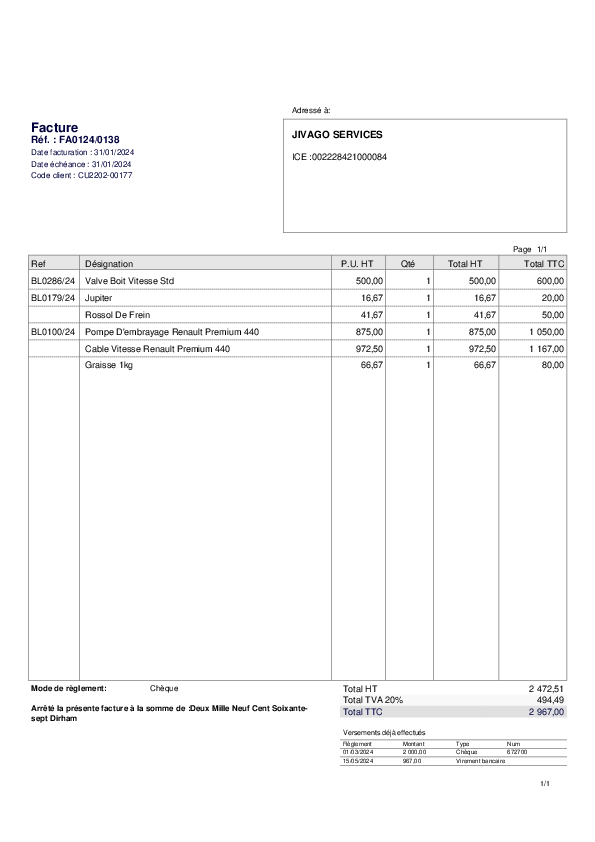 Adressé à:
Facture
Réf. : FA0124/0138
Date facturation : 31/01/2024
Date échéance : 31/01/2024
Code client : CU2202-00177
JIVAGO SERVICES
ICE :002228421000084
Page 1/1
Ref Désignation P.U. HT Qté Total HT Total TTC
BL0286/24 Valve Boit Vitesse Std 500,00 1 500,00 600,00
BL0179/24 Jupiter 16,67 1 16,67 20,00
Rossol De Frein 41,67 1 41,67 50,00
BL0100/24 Pompe D'embrayage Renault Premium 440 875,00 1 875,00 1 050,00
Cable Vitesse Renault Premium 440 972,50 1 972,50 1 167,00
Graisse 1kg 66,67 1 66,67 80,00
Mode de règlement: Chèque
Arrêté la présente facture à la somme de :Deux Mille Neuf Cent Soixante-
sept Dirham
Total HT 2 472,51
Total TVA 20% 494,49
Total TTC 2 967,00
Versements déjà effectués
Règlement Montant Type Num
01/03/2024 2 000,00 Chèque 672700
15/05/2024 967,00 Virement bancaire
1/1